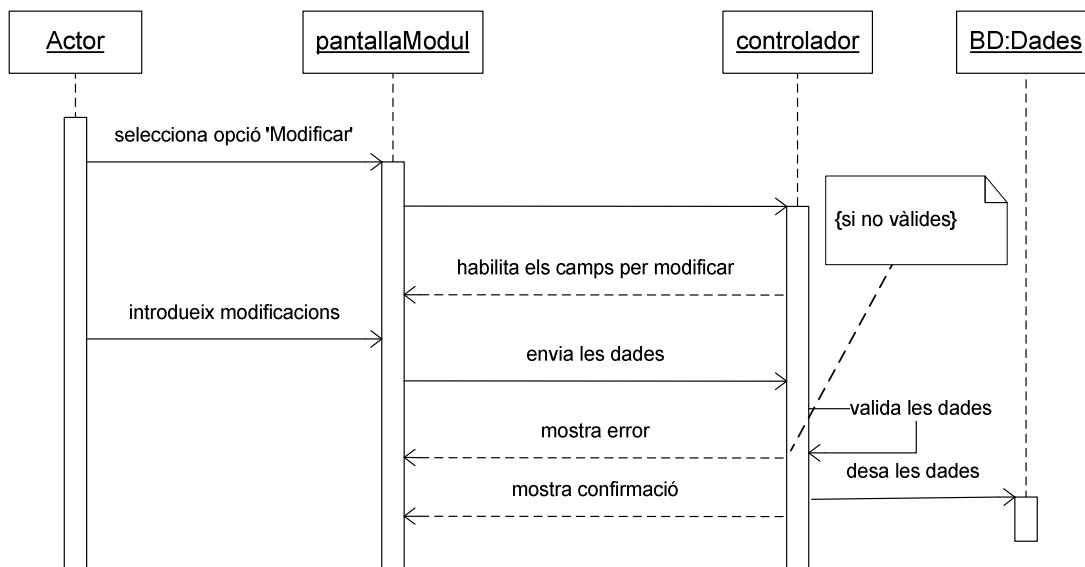 Actor
pantallaModul
controlador
BD:Dades
selecciona opció 'Modificar'
{si no vàlides}
habilita els camps per modificar
introdueix modificacions
envia les dades
valida les dades
mostra error
desa les dades
mostra confirmació